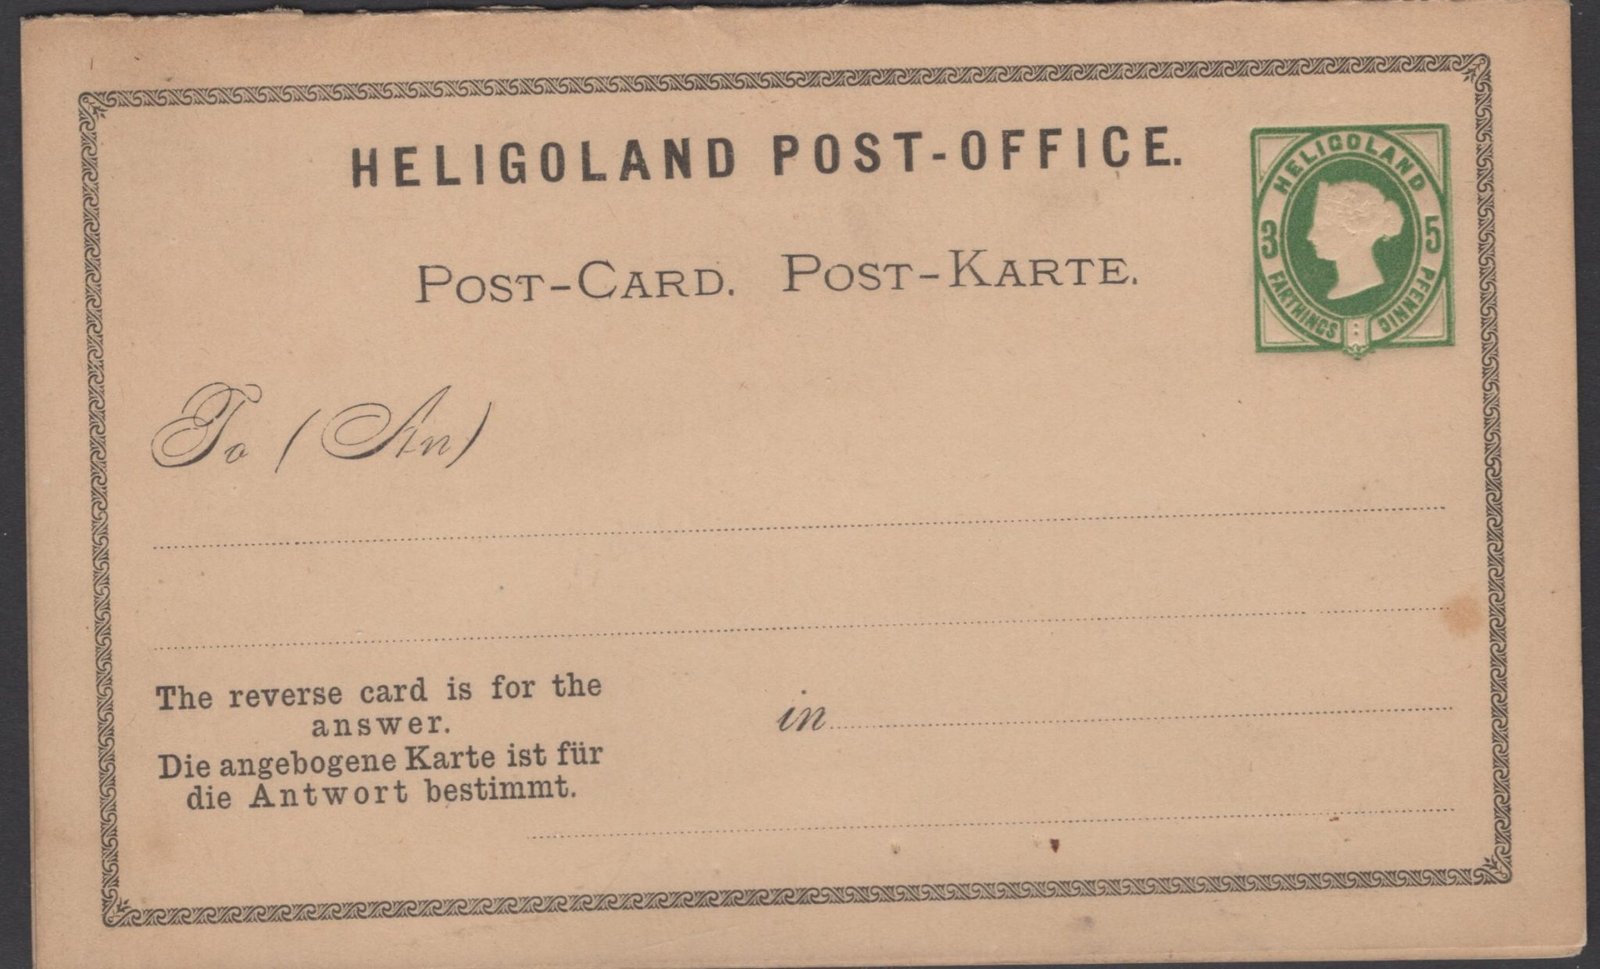 HELIGOLAND POST-OFFICE.
POST-CARD. POST-KARTE.
HELIGOLAND
3 5
FARTHINGS PFENNIG
To (An)
The reverse card is for the
answer.
Die angebogene Karte ist für
die Antwort bestimmt.
in